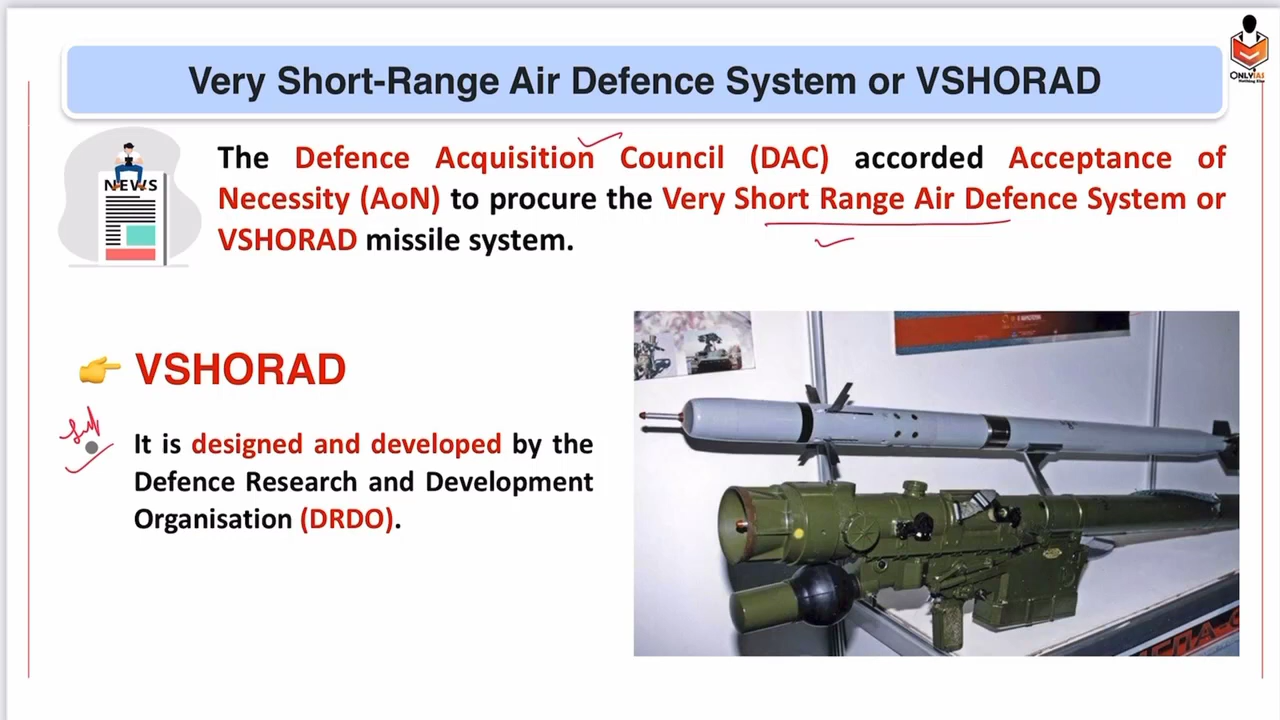 Very Short-Range Air Defence System or VSHORAD
ONLYIAS
The Defence Acquisition Council (DAC) accorded Acceptance of
NEWS
Necessity (AoN) to procure the Very Short Range Air Defence System or
VSHORAD missile system.
VSHORAD
It is designed and developed by the
Defence Research and Development
Organisation (DRDO).